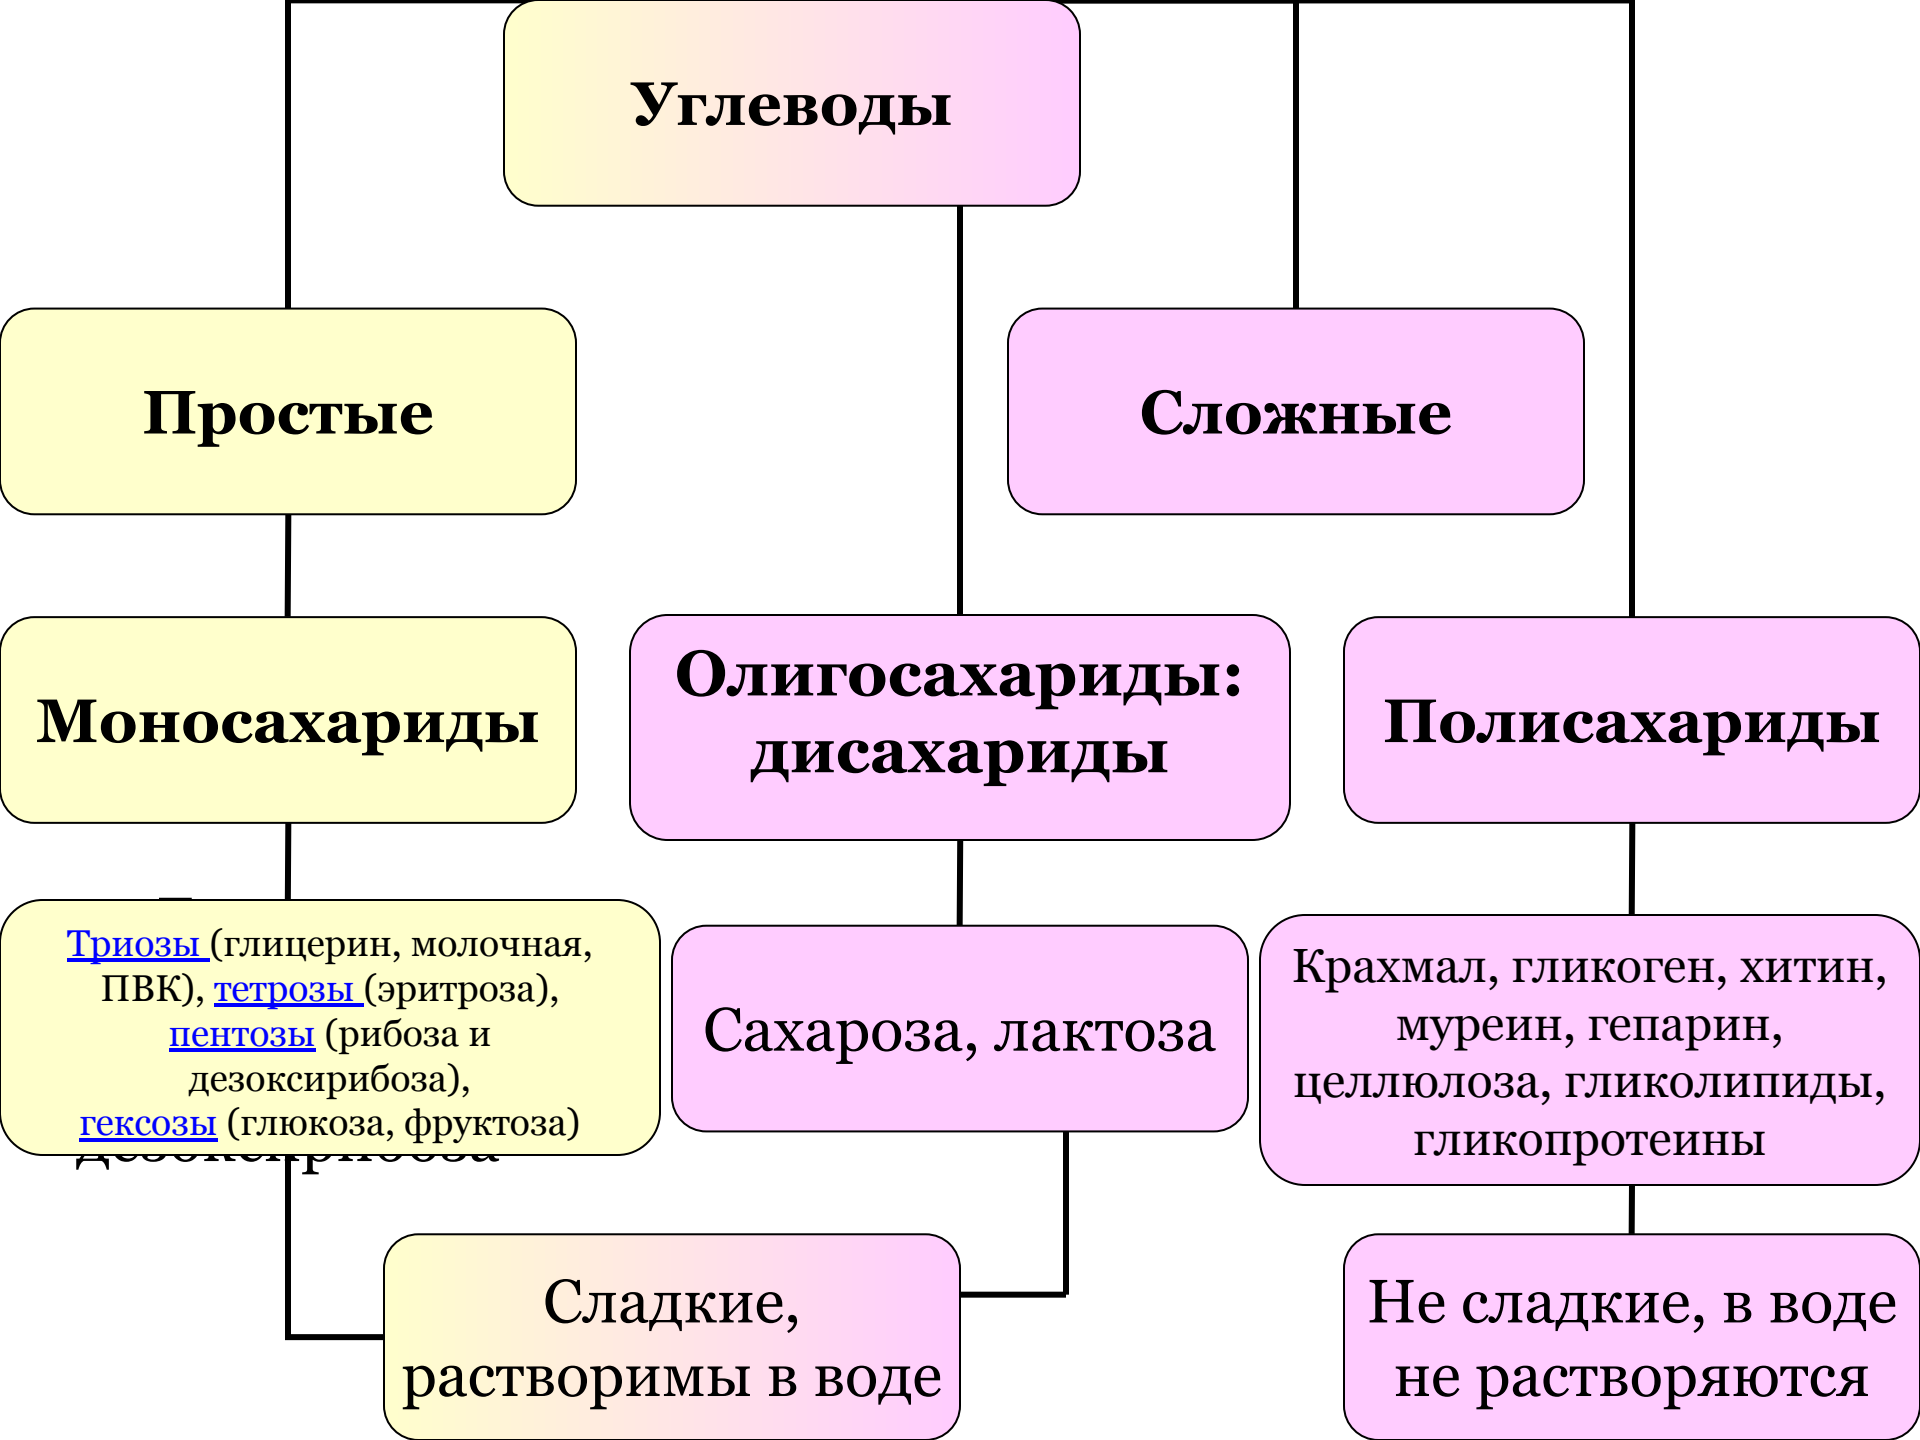 Углеводы
Простые
Сложные
Моносахариды
Олигосахариды:
дисахариды
Полисахариды
Триозы (глицерин, молочная,
ПВК), тетрозы (эритроза),
пентозы (рибоза и
дезоксирибоза),
гексозы (глюкоза, фруктоза)
Сахароза, лактоза
Крахмал, гликоген, хитин,
муреин, гепарин,
целлюлоза, гликолипиды,
гликопротеины
Сладкие,
растворимы в воде
Не сладкие, в воде
не растворяются